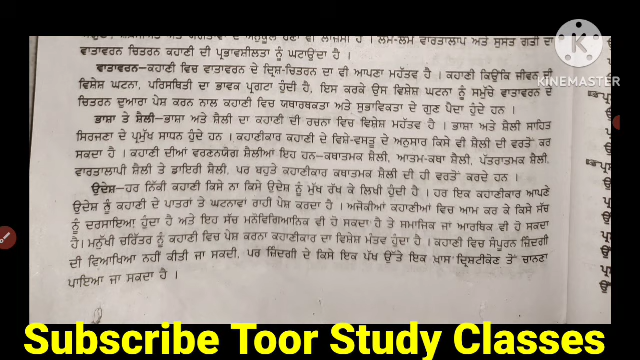 ਵਾਤਾਵਰਨ ਚਿਤਰਨ ਕਹਾਣੀ ਦੀ ਪ੍ਰਭਾਵਸ਼ੀਲਤਾ ਨੂੰ ਘਟਾਉਂਦਾ ਹੈ ।
ਵਾਤਾਵਰਨ–ਕਹਾਣੀ ਵਿਚ ਵਾਤਾਵਰਨ ਦੇ ਦ੍ਰਿਸ਼-ਚਿਤਰਨ ਦਾ ਵੀ ਆਪਣਾ ਮਹੱਤਵ ਹੈ । ਕਹਾਣੀ ਕਿਉਂਕਿ ਜੀਵਨ ਦੀ
ਵਿਸ਼ੇਸ਼ ਘਟਨਾ, ਪਰਿਸਥਿਤੀ ਦਾ ਭਾਵਕ ਪ੍ਰਗਟਾ ਹੁੰਦੀ ਹੈ, ਇਸ ਕਰਕੇ ਉਸ ਵਿਸ਼ੇਸ਼ ਘਟਨਾ ਨੂੰ ਸਮੁੱਚੇ ਵਾਤਾਵਰਨ ਦੇ
ਚਿਤਰਨ ਦੁਆਰਾ ਪੇਸ਼ ਕਰਨ ਨਾਲ ਕਹਾਣੀ ਵਿਚ ਯਥਾਰਥਕਤਾ ਅਤੇ ਸੁਭਾਵਿਕਤਾ ਦੇ ਗੁਣ ਪੈਦਾ ਹੁੰਦੇ ਹਨ ।
ਭਾਸ਼ਾ ਤੇ ਸ਼ੈਲੀ–ਭਾਸ਼ਾ ਅਤੇ ਸ਼ੈਲੀ ਦਾ ਕਹਾਣੀ ਦੀ ਰਚਨਾ ਵਿਚ ਵਿਸ਼ੇਸ਼ ਮਹੱਤਵ ਹੈ । ਭਾਸ਼ਾ ਅਤੇ ਸ਼ੈਲੀ ਸਾਹਿਤ
ਸਿਰਜਣਾ ਦੇ ਪ੍ਰਮੁੱਖ ਸਾਧਨ ਹੁੰਦੇ ਹਨ । ਕਹਾਣੀਕਾਰ ਕਹਾਣੀ ਦੇ ਵਿਸ਼ੇ-ਵਸਤੂ ਦੇ ਅਨੁਸਾਰ ਕਿਸੇ ਵੀ ਸ਼ੈਲੀ ਦੀ ਵਰਤੋਂ ਕਰ
ਸਕਦਾ ਹੈ । ਕਹਾਣੀ ਦੀਆਂ ਵਰਣਨਯੋਗ ਸ਼ੈਲੀਆਂ ਇਹ ਹਨ–ਕਥਾਤਮਕ ਸ਼ੈਲੀ, ਆਤਮ-ਕਥਾ ਸ਼ੈਲੀ, ਪੱਤਰਾਤਮਕ ਸ਼ੈਲੀ,
ਵਾਰਤਾਲਾਪੀ ਸ਼ੈਲੀ ਤੇ ਡਾਇਰੀ ਸ਼ੈਲੀ, ਪਰ ਬਹੁਤੇ ਕਹਾਣੀਕਾਰ ਕਥਾਤਮਕ ਸ਼ੈਲੀ ਦੀ ਹੀ ਵਰਤੋਂ ਕਰਦੇ ਹਨ ।
ਉਦੇਸ਼–ਹਰ ਨਿੱਕੀ ਕਹਾਣੀ ਕਿਸੇ ਨਾ ਕਿਸੇ ਉਦੇਸ਼ ਨੂੰ ਮੁੱਖ ਰੱਖ ਕੇ ਲਿਖੀ ਹੁੰਦੀ ਹੈ । ਹਰ ਇਕ ਕਹਾਣੀਕਾਰ ਆਪਣੇ
ਉਦੇਸ਼ ਨੂੰ ਕਹਾਣੀ ਦੇ ਪਾਤਰਾਂ ਤੇ ਘਟਨਾਵਾਂ ਰਾਹੀਂ ਪੇਸ਼ ਕਰਦਾ ਹੈ । ਅਜੋਕੀਆਂ ਕਹਾਣੀਆਂ ਵਿਚ ਆਮ ਕਰ ਕੇ ਕਿਸੇ ਸੱਚ
ਨੂੰ ਦਰਸਾਇਆ ਹੁੰਦਾ ਹੈ ਅਤੇ ਇਹ ਸੱਚ ਮਨੋਵਿਗਿਆਨਿਕ ਵੀ ਹੋ ਸਕਦਾ ਹੈ ਤੇ ਸਮਾਜਿਕ ਜਾਂ ਆਰਥਿਕ ਵੀ ਹੋ ਸਕਦਾ
ਹੈ। ਮਨੁੱਖੀ ਚਰਿੱਤਰ ਨੂੰ ਕਹਾਣੀ ਵਿਚ ਪੇਸ਼ ਕਰਨਾ ਕਹਾਣੀਕਾਰ ਦਾ ਵਿਸ਼ੇਸ਼ ਮੰਤਵ ਹੁੰਦਾ ਹੈ । ਕਹਾਣੀ ਵਿਚ ਸੰਪੂਰਨ ਜ਼ਿੰਦਗੀ
ਦੀ ਵਿਆਖਿਆ ਨਹੀਂ ਕੀਤੀ ਜਾ ਸਕਦੀ, ਪਰ ਜ਼ਿੰਦਗੀ ਦੇ ਕਿਸੇ ਇਕ ਪੱਖ ਉੱਤੇ ਇਕ ਖ਼ਾਸ ਦ੍ਰਿਸ਼ਟੀਕੋਣ ਤੋਂ ਚਾਨਣਾ
ਪਾਇਆ ਜਾ ਸਕਦਾ ਹੈ ।
KINEMASTER
Subscribe Toor Study Classes